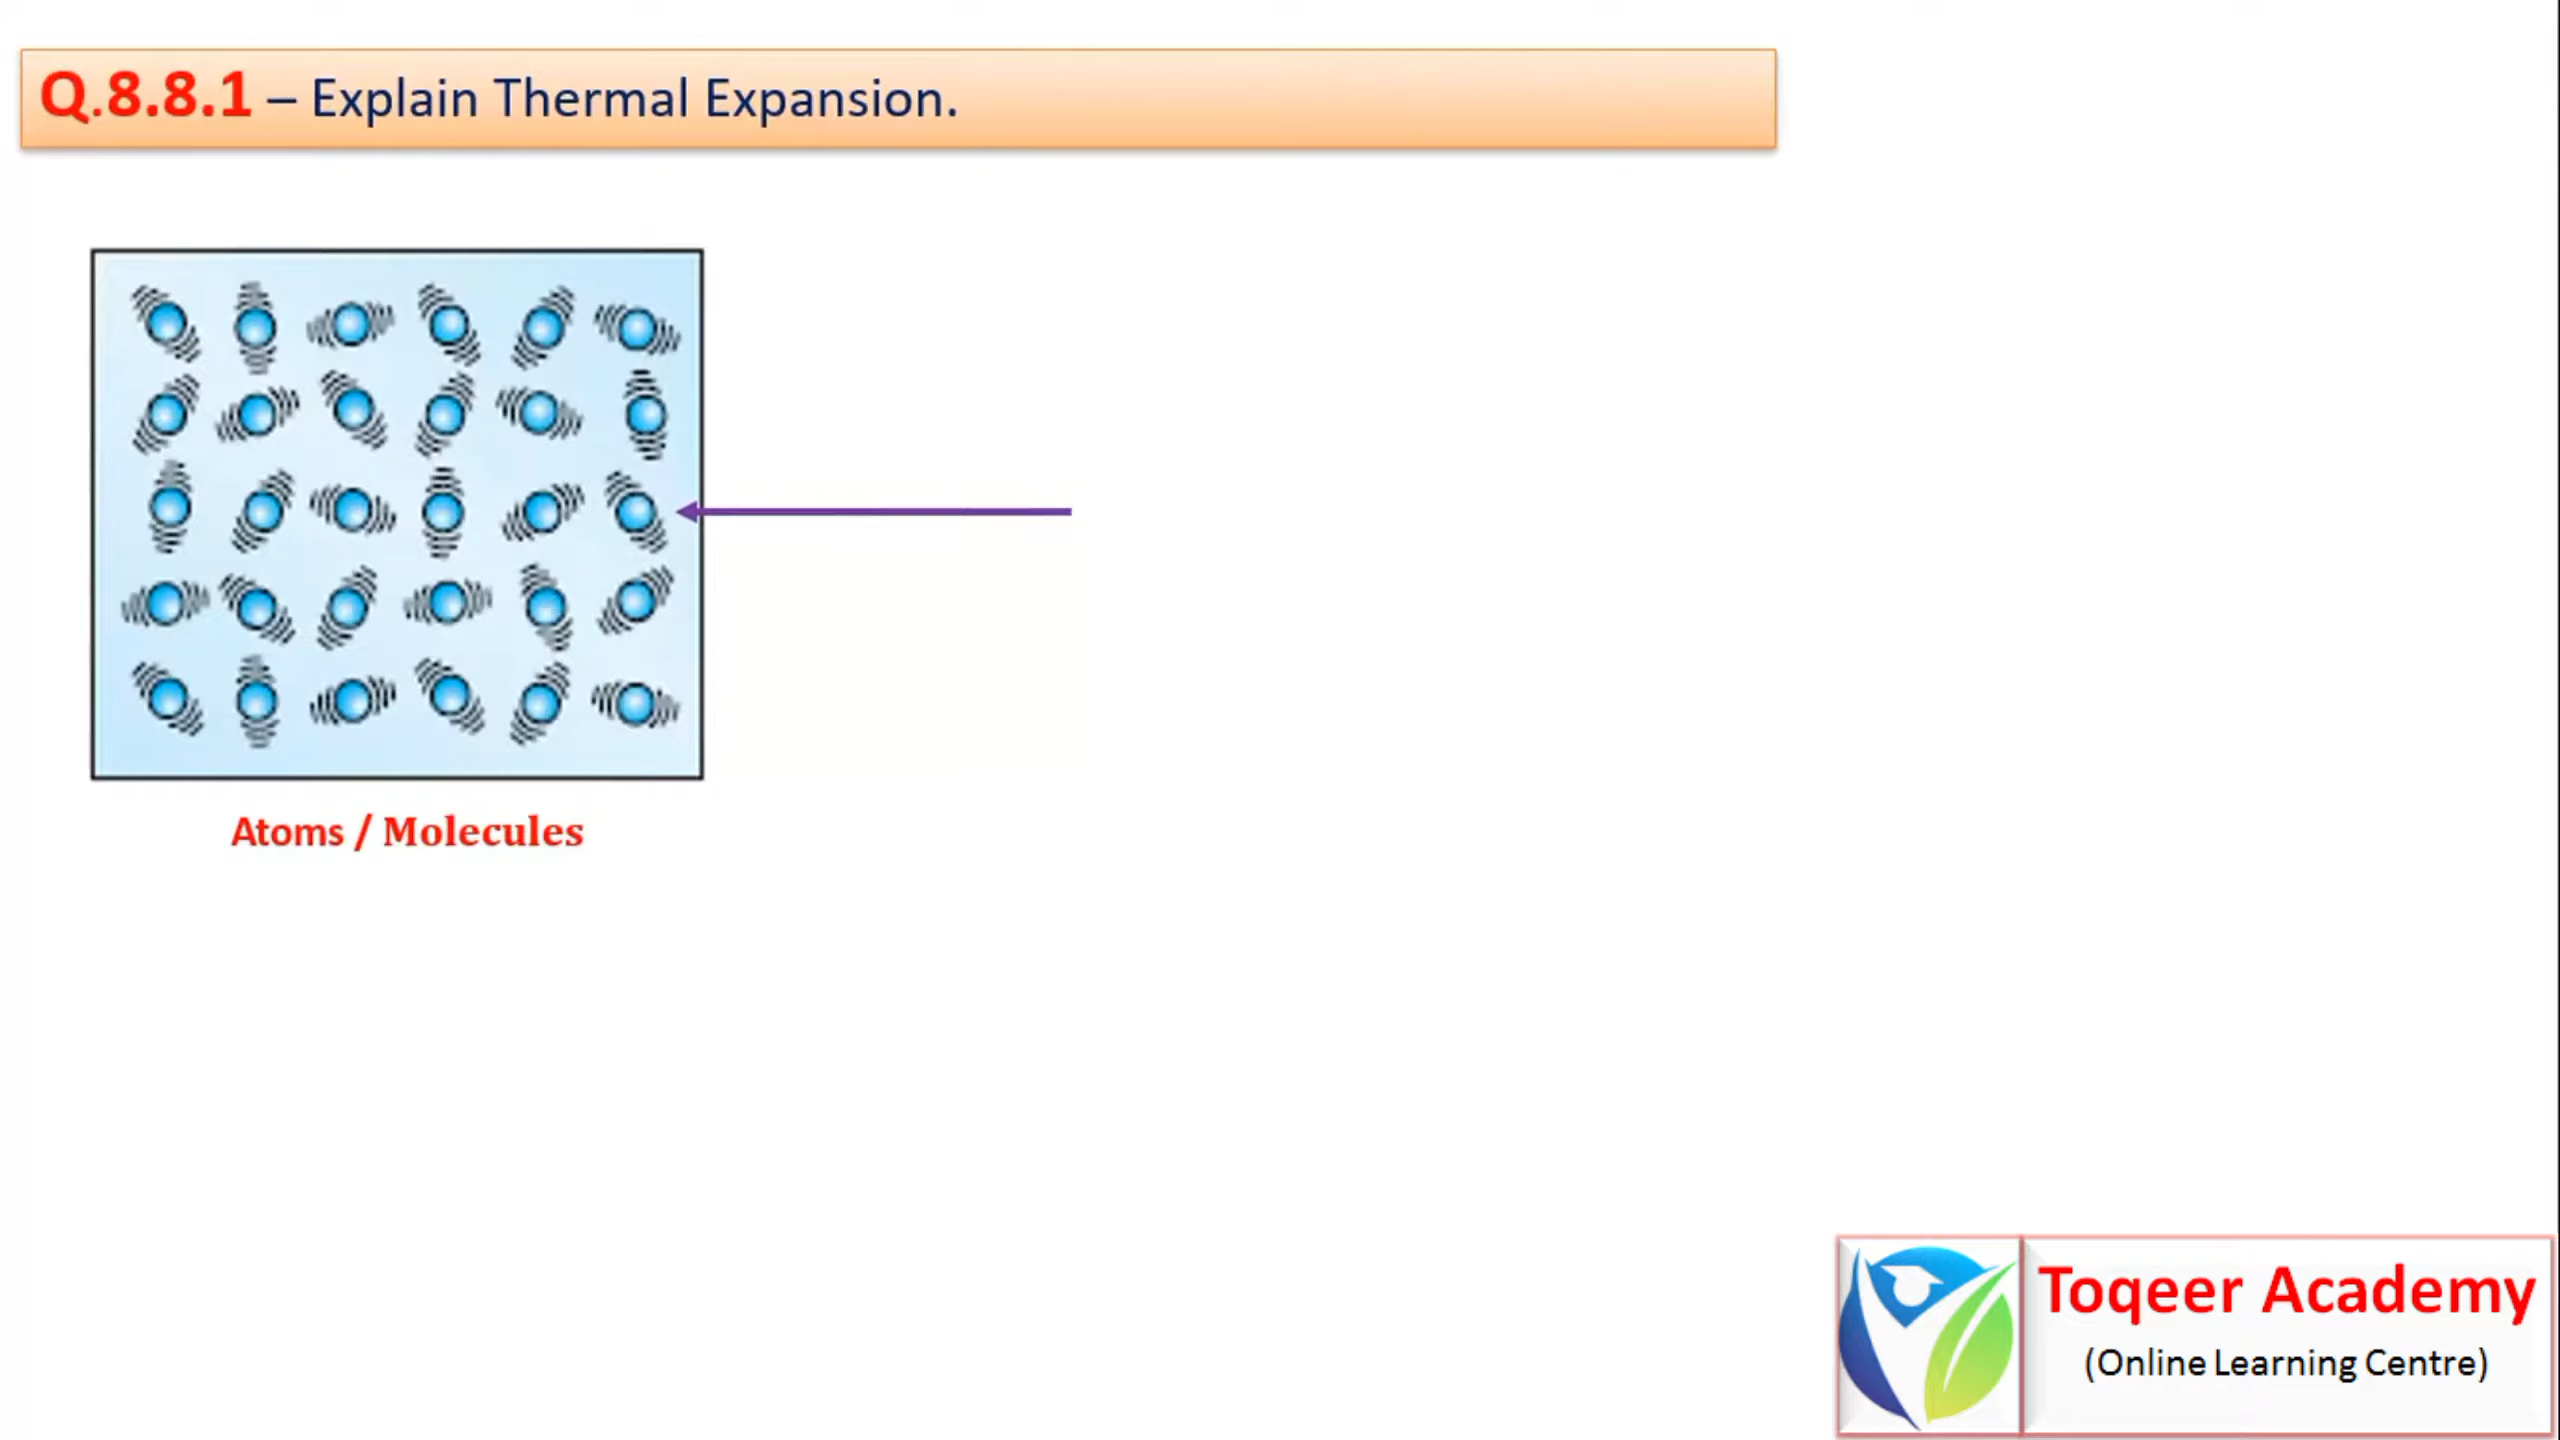 Q.8.8.1 – Explain Thermal Expansion.
Atoms / Molecules
Toqeer Academy
(Online Learning Centre)